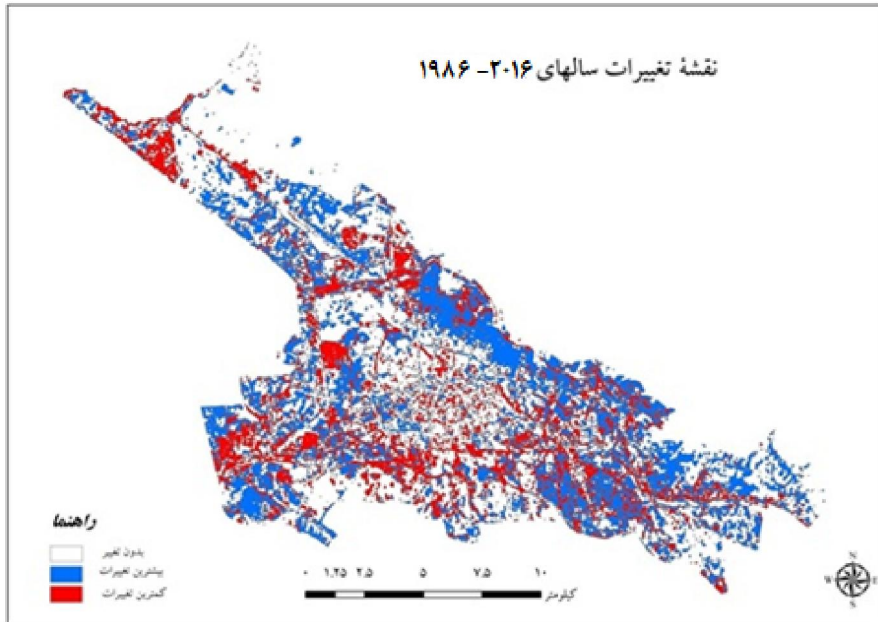 نقشهٔ تغییرات سالهای ۲۰۱۶- ۱۹۸۶
راهنما
بدون تغییر
بیشترین تغییرات
کمترین تغییرات
۰ ۱.۲۵ ۲.۵ ۵ ۷.۵ ۱۰
کیلومتر
N
W E
S